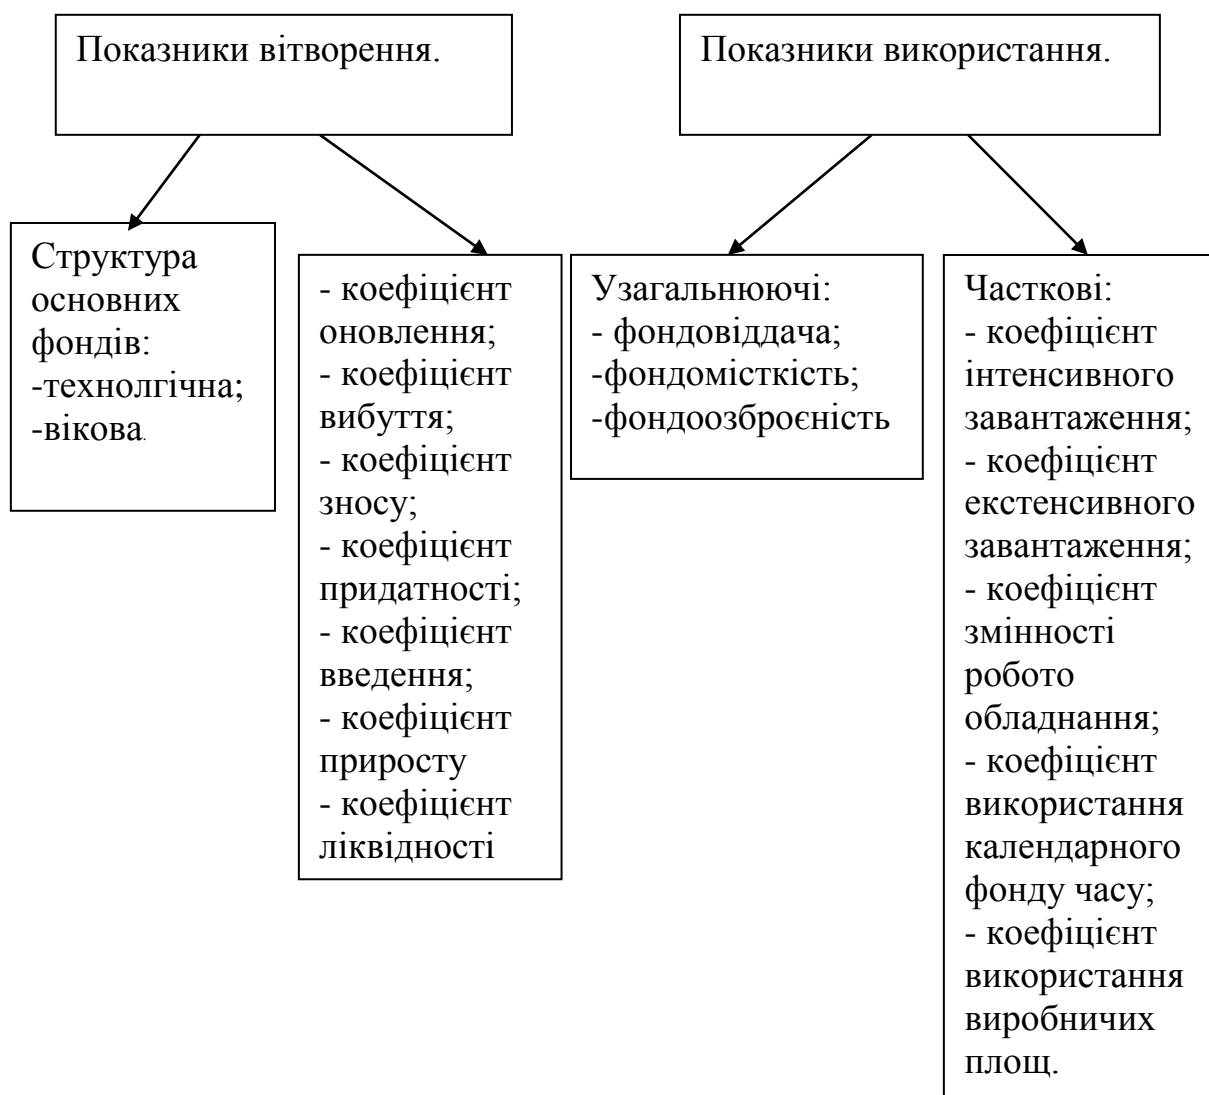 Показники вітворення.
Показники використання.
Структура
основних
фондів:
-технолгічна;
-вікова.
- коефіцієнт
оновлення;
- коефіцієнт
вибуття;
- коефіцієнт
зносу;
- коефіцієнт
придатності;
- коефіцієнт
введення;
- коефіцієнт
приросту
- коефіцієнт
ліквідності
Узагальнюючі:
- фондовіддача;
-фондомісткість;
-фондоозброєність
Часткові:
- коефіцієнт
інтенсивного
завантаження;
- коефіцієнт
екстенсивного
завантаження;
- коефіцієнт
змінності
робото
обладнання;
- коефіцієнт
використання
календарного
фонду часу;
- коефіцієнт
використання
виробничих
площ.